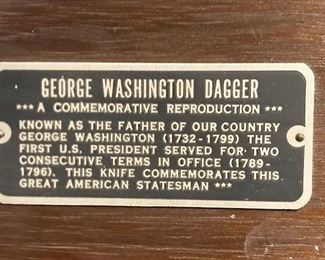 GEORGE WASHINGTON DAGGER
*** A COMMEMORATIVE REPRODUCTION ***
KNOWN AS THE FATHER OF OUR COUNTRY
GEORGE WASHINGTON (1732-1799) THE
FIRST U.S. PRESIDENT SERVED FOR TWO
CONSECUTIVE TERMS IN OFFICE (1789-
1796). THIS KNIFE COMMEMORATES THIS
GREAT AMERICAN STATESMAN ***